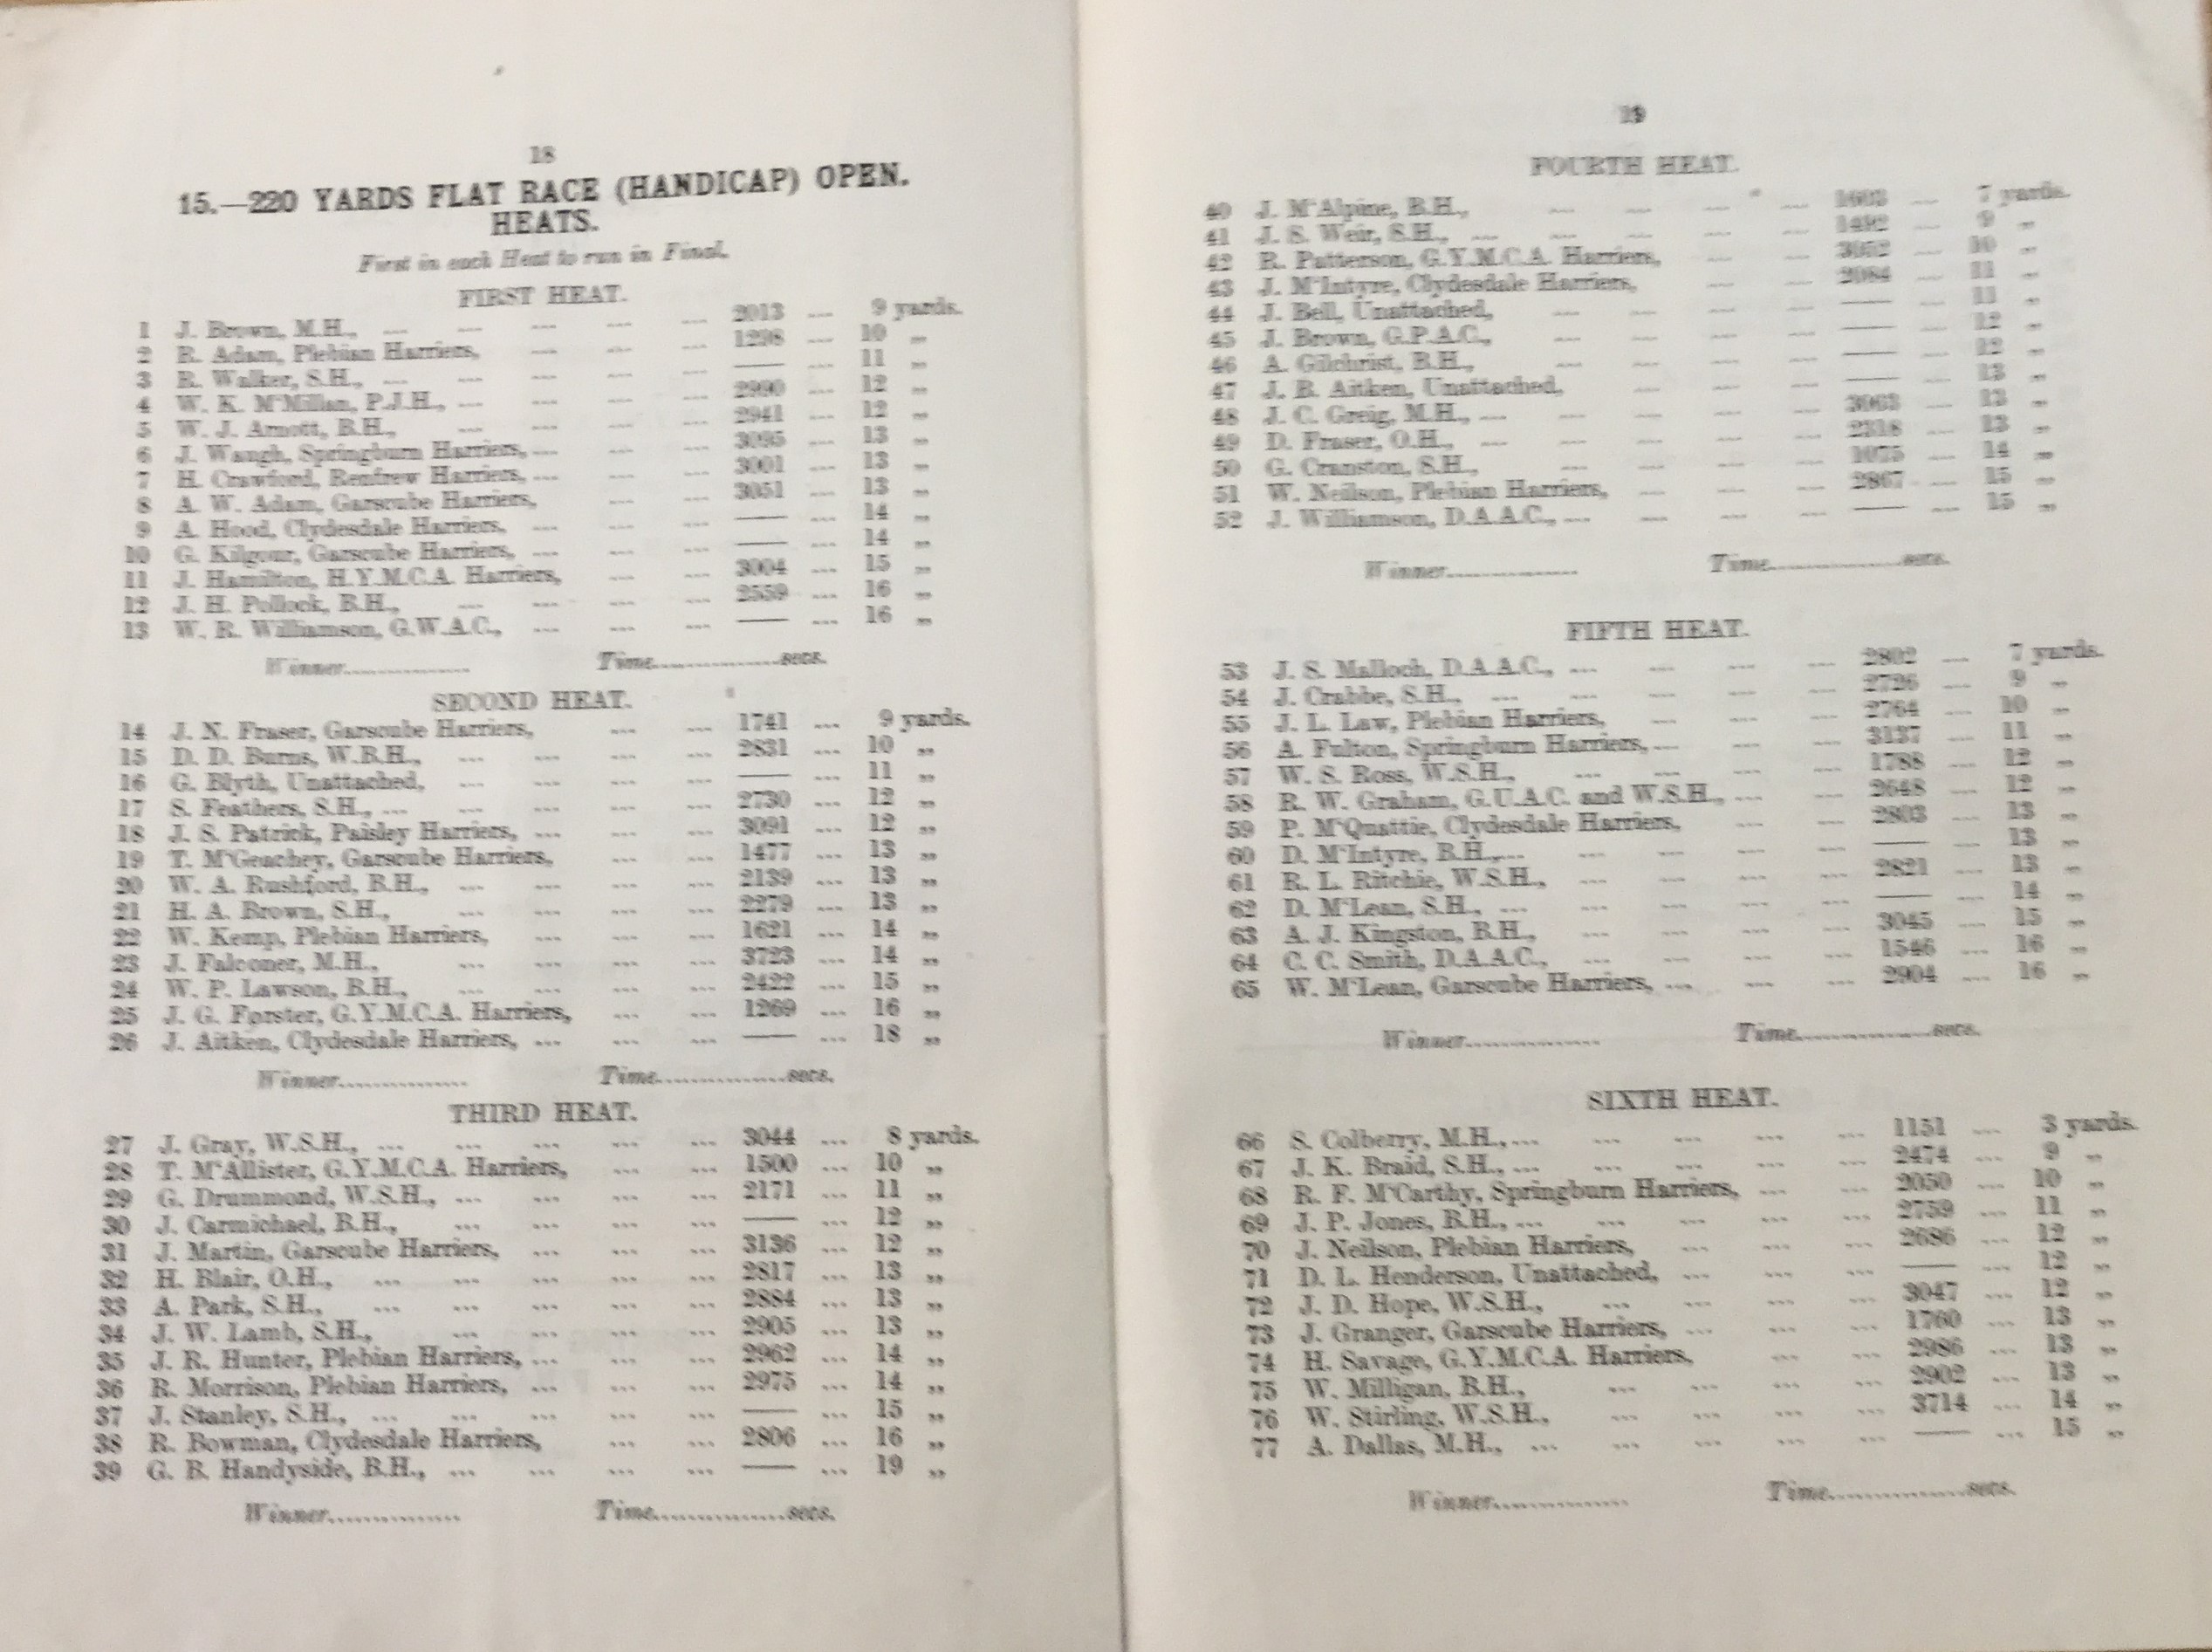 18
15.—220 YARDS FLAT RACE (HANDICAP) OPEN.
HEATS.
First in each Heat to run in Final.
FIRST HEAT.
1 J. Brown, M.H., ... ... ... ... ... 2013 ... 9 yards.
2 R. Adam, Plebian Harriers, ... ... ... 1298 ... 10 „
3 R. Walker, S.H., ... ... ... ... ... — ... 11 „
4 W. K. M‘Millan, P.J.H., ... ... ... ... 2990 ... 12 „
5 W. J. Arnott, B.H., ... ... ... ... 2941 ... 12 „
6 J. Waugh, Springburn Harriers, ... ... ... 3095 ... 13 „
7 H. Crawford, Renfrew Harriers, ... ... ... 3001 ... 13 „
8 A. W. Adam, Garscube Harriers, ... ... 3051 ... 13 „
9 A. Hood, Clydesdale Harriers, ... ... ... — ... 14 „
10 G. Kilgour, Garscube Harriers, ... ... ... — ... 14 „
11 J. Hamilton, H.Y.M.C.A. Harriers, ... ... 3004 ... 15 „
12 J. H. Pollock, B.H., ... ... ... ... 2559 ... 16 „
13 W. R. Williamson, G.W.A.C., ... ... ... — ... 16 „
Winner............... Time...............secs.
SECOND HEAT.
14 J. N. Fraser, Garscube Harriers, ... ... 1741 ... 9 yards.
15 D. D. Burns, W.B.H., ... ... ... ... 2831 ... 10 „
16 G. Blyth, Unattached, ... ... ... ... — ... 11 „
17 S. Feathers, S.H., ... ... ... ... ... 2730 ... 12 „
18 J. S. Patrick, Paisley Harriers, ... ... ... 3091 ... 12 „
19 T. M‘Geachey, Garscube Harriers, ... ... 1477 ... 13 „
20 W. A. Rushford, B.H., ... ... ... ... 2139 ... 13 „
21 H. A. Brown, S.H., ... ... ... ... 2279 ... 13 „
22 W. Kemp, Plebian Harriers, ... ... ... 1621 ... 14 „
23 J. Falconer, M.H., ... ... ... ... 3723 ... 14 „
24 W. P. Lawson, B.H., ... ... ... ... 2422 ... 15 „
25 J. G. Forster, G.Y.M.C.A. Harriers, ... ... 1269 ... 16 „
26 J. Aitken, Clydesdale Harriers, ... ... ... — ... 18 „
Winner............... Time...............secs.
THIRD HEAT.
27 J. Gray, W.S.H., ... ... ... ... ... 3044 ... 8 yards.
28 T. M‘Allister, G.Y.M.C.A. Harriers, ... ... 1500 ... 10 „
29 G. Drummond, W.S.H., ... ... ... ... 2171 ... 11 „
30 J. Carmichael, B.H., ... ... ... ... — ... 12 „
31 J. Martin, Garscube Harriers, ... ... ... 3136 ... 12 „
32 H. Blair, O.H., ... ... ... ... ... 2817 ... 13 „
33 A. Park, S.H., ... ... ... ... ... 2884 ... 13 „
34 J. W. Lamb, S.H., ... ... ... ... 2905 ... 13 „
35 J. R. Hunter, Plebian Harriers, ... ... ... 2962 ... 14 „
36 R. Morrison, Plebian Harriers, ... ... ... 2975 ... 14 „
37 J. Stanley, S.H., ... ... ... ... ... — ... 15 „
38 R. Bowman, Clydesdale Harriers, ... ... 2806 ... 16 „
39 G. B. Handyside, B.H., ... ... ... ... — ... 19 „
Winner............... Time...............secs.
19
FOURTH HEAT.
40 J. M‘Alpine, B.H., ... ... ... ... 1603 ... 7 yards.
41 J. S. Weir, S.H., ... ... ... ... ... 1492 ... 9 „
42 R. Patterson, G.Y.M.C.A. Harriers, ... ... 3052 ... 10 „
43 J. M‘Intyre, Clydesdale Harriers, ... ... 2084 ... 11 „
44 J. Bell, Unattached, ... ... ... ... — ... 11 „
45 J. Brown, G.P.A.C., ... ... ... ... — ... 12 „
46 A. Gilchrist, B.H., ... ... ... ... — ... 12 „
47 J. B. Aitken, Unattached, ... ... ... — ... 13 „
48 J. C. Greig, M.H., ... ... ... ... ... 3063 ... 13 „
49 D. Fraser, O.H., ... ... ... ... ... 2318 ... 13 „
50 G. Cranston, S.H., ... ... ... ... 1075 ... 14 „
51 W. Neilson, Plebian Harriers, ... ... ... 2867 ... 15 „
52 J. Williamson, D.A.A.C., ... ... ... ... — ... 15 „
Winner............... Time...............secs.
FIFTH HEAT.
53 J. S. Malloch, D.A.A.C., ... ... ... ... 2802 ... 7 yards.
54 J. Crabbe, S.H., ... ... ... ... ... 2726 ... 9 „
55 J. L. Law, Plebian Harriers, ... ... ... 2764 ... 10 „
56 A. Fulton, Springburn Harriers, ... ... ... 3137 ... 11 „
57 W. S. Ross, W.S.H., ... ... ... ... 1788 ... 12 „
58 R. W. Graham, G.U.A.C. and W.S.H., ... ... 2648 ... 12 „
59 P. M‘Quattie, Clydesdale Harriers, ... ... 2803 ... 13 „
60 D. M‘Intyre, B.H., ... ... ... ... ... — ... 13 „
61 R. L. Ritchie, W.S.H., ... ... ... ... 2821 ... 13 „
62 D. M‘Lean, S.H., ... ... ... ... ... — ... 14 „
63 A. J. Kingston, B.H., ... ... ... ... 3045 ... 15 „
64 C. C. Smith, D.A.A.C., ... ... ... ... 1546 ... 16 „
65 W. M‘Lean, Garscube Harriers, ... ... ... 2904 ... 16 „
Winner............... Time...............secs.
SIXTH HEAT.
66 S. Colberry, M.H., ... ... ... ... ... 1151 ... 3 yards.
67 J. K. Braid, S.H., ... ... ... ... ... 2474 ... 9 „
68 R. F. M‘Carthy, Springburn Harriers, ... ... 2050 ... 10 „
69 J. P. Jones, B.H., ... ... ... ... ... 2759 ... 11 „
70 J. Neilson, Plebian Harriers, ... ... ... 2686 ... 12 „
71 D. L. Henderson, Unattached, ... ... ... — ... 12 „
72 J. D. Hope, W.S.H., ... ... ... ... 3047 ... 12 „
73 J. Granger, Garscube Harriers, ... ... ... 1760 ... 13 „
74 H. Savage, G.Y.M.C.A. Harriers, ... ... 2986 ... 13 „
75 W. Milligan, B.H., ... ... ... ... 2902 ... 13 „
76 W. Stirling, W.S.H., ... ... ... ... 3714 ... 14 „
77 A. Dallas, M.H., ... ... ... ... ... — ... 15 „
Winner............... Time...............secs.